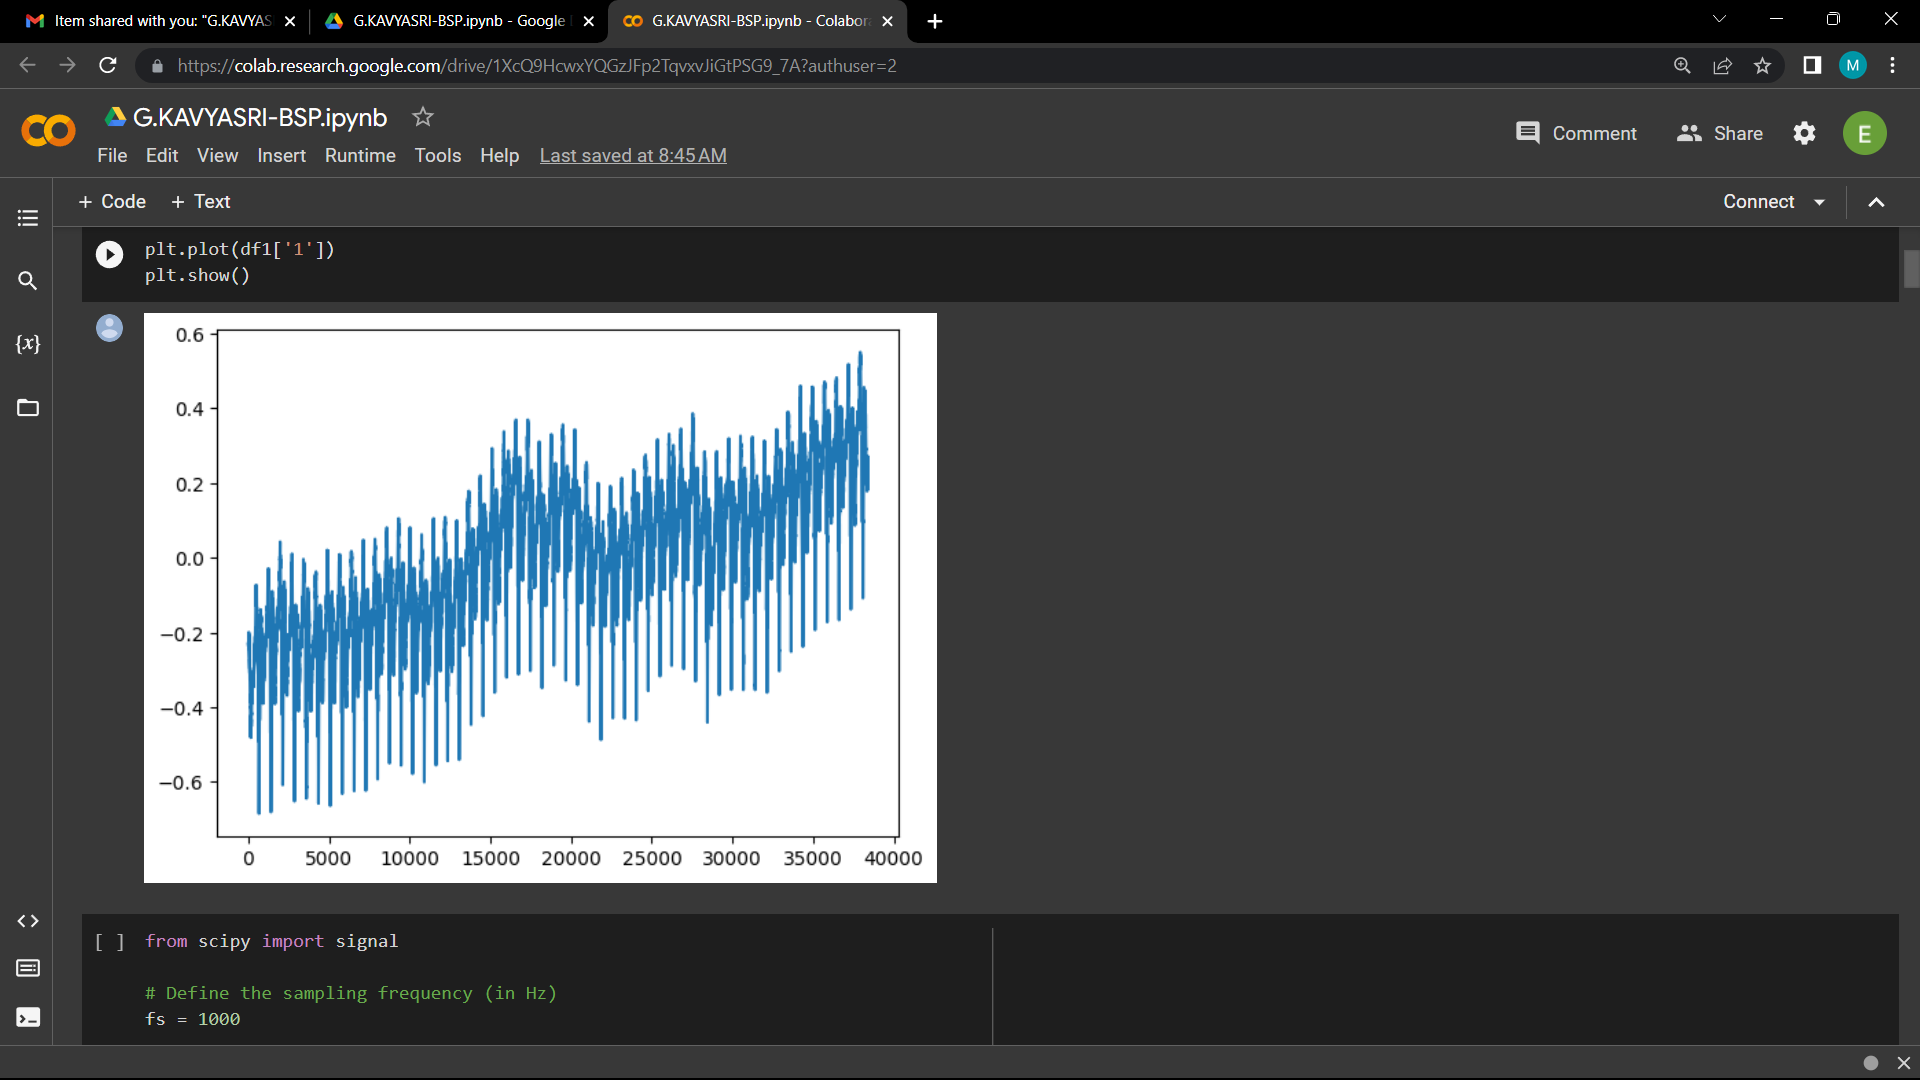 Item shared with you: "G.KAVYAS
G.KAVYASRI-BSP.ipynb - Google
G.KAVYASRI-BSP.ipynb - Colabor
https://colab.research.google.com/drive/1XcQ9HcwxYQGzJFp2TqvxvJiGtPSG9_7A?authuser=2
M
G.KAVYASRI-BSP.ipynb
File Edit View Insert Runtime Tools Help Last saved at 8:45 AM
Comment
Share
E
+ Code + Text
Connect
{x}
plt.plot(df1['1'])
plt.show()
0.6
0.4
0.2
0.0
−0.2
−0.4
−0.6
0 5000 10000 15000 20000 25000 30000 35000 40000
[ ] from scipy import signal
# Define the sampling frequency (in Hz)
fs = 1000